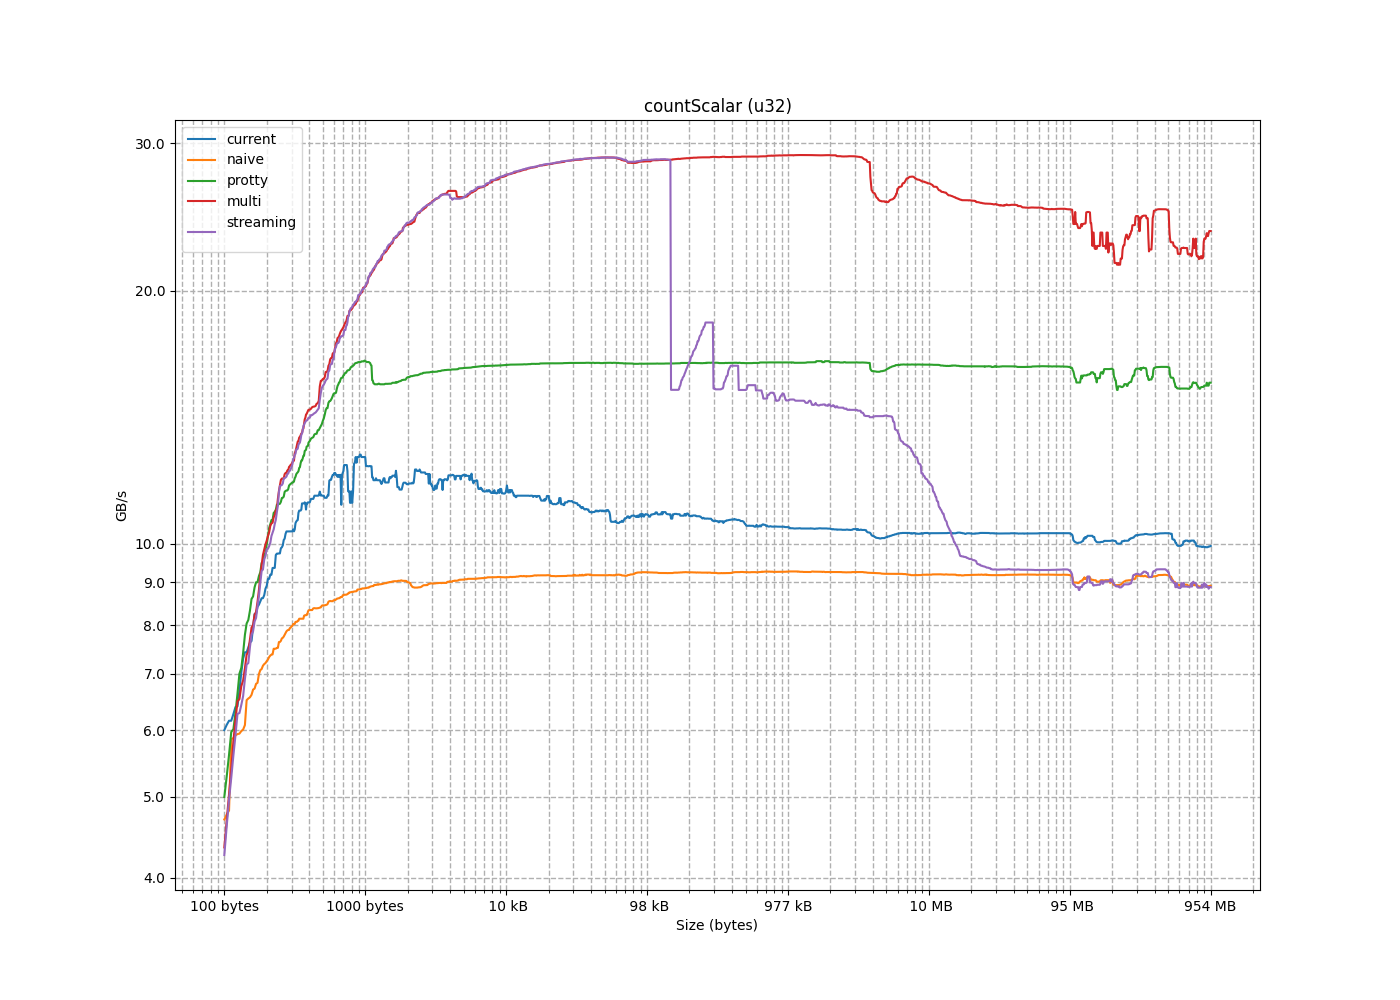 countScalar (u32)
current
naive
protty
multi
streaming
30.0
20.0
10.0
9.0
8.0
7.0
6.0
5.0
4.0
GB/s
100 bytes
1000 bytes
10 kB
98 kB
977 kB
10 MB
95 MB
954 MB
Size (bytes)